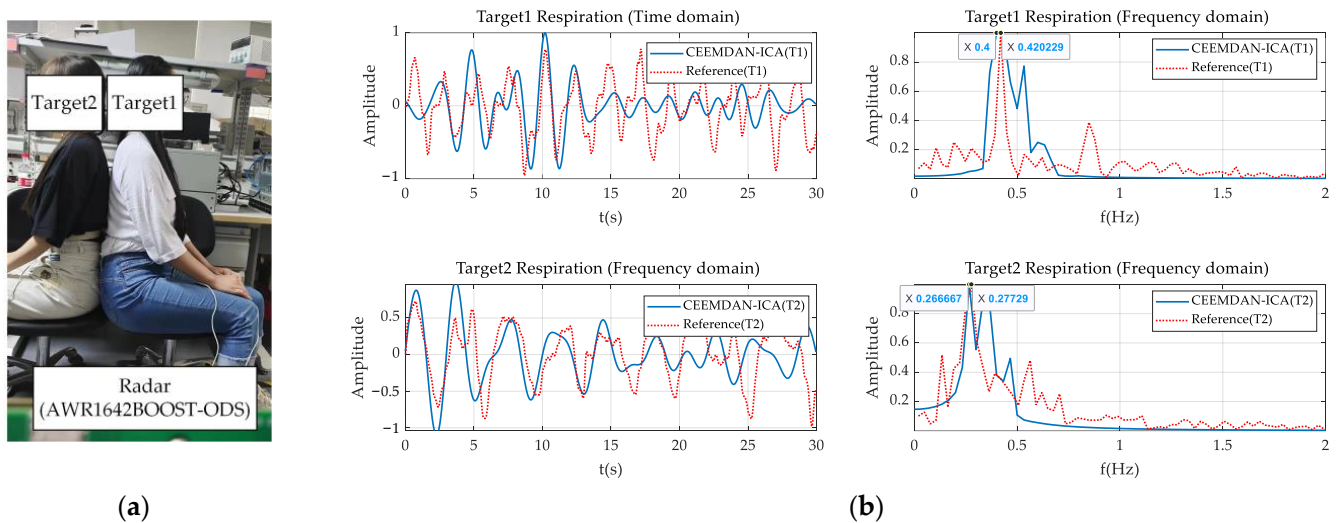 Target2
Target1
Radar
(AWR1642BOOST-ODS)
(a)
Target1 Respiration (Time domain)
CEEMDAN-ICA(T1)
Reference(T1)
Amplitude
1
0
-1
0 5 10 15 20 25 30
t(s)
Target1 Respiration (Frequency domain)
X 0.4
X 0.420229
CEEMDAN-ICA(T1)
Reference(T1)
Amplitude
0.8
0.6
0.4
0.2
0 0.5 1 1.5 2
f(Hz)
Target2 Respiration (Frequency domain)
CEEMDAN-ICA(T2)
Reference(T2)
Amplitude
0.5
0
-0.5
-1
0 5 10 15 20 25 30
t(s)
Target2 Respiration (Frequency domain)
X 0.266667
X 0.27729
CEEMDAN-ICA(T2)
Reference(T2)
Amplitude
0.8
0.6
0.4
0.2
0 0.5 1 1.5 2
f(Hz)
(b)